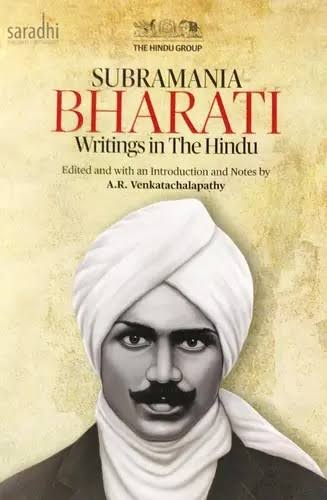 saradhi
THE HINDU GROUP
SUBRAMANIA
BHARATI
Writings in The Hindu
Edited and with an Introduction and Notes by
A.R. Venkatachalapathy